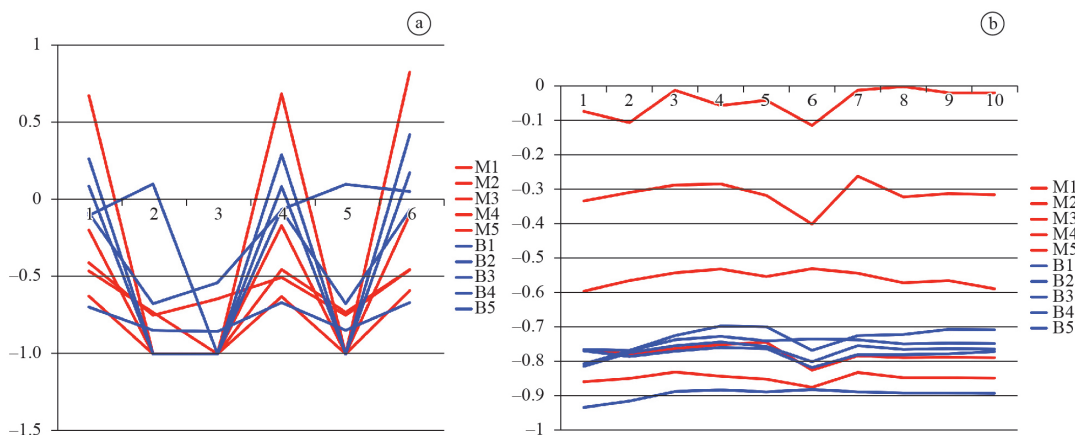 a
1
0.5
0
1 2 3 4 5 6
–0.5
–1.0
–1.5
M1
M2
M3
M4
M5
B1
B2
B3
B4
B5
b
0
1 2 3 4 5 6 7 8 9 10
–0.1
–0.2
–0.3
–0.4
–0.5
–0.6
–0.7
–0.8
–0.9
–1
M1
M2
M3
M4
M5
B1
B2
B3
B4
B5